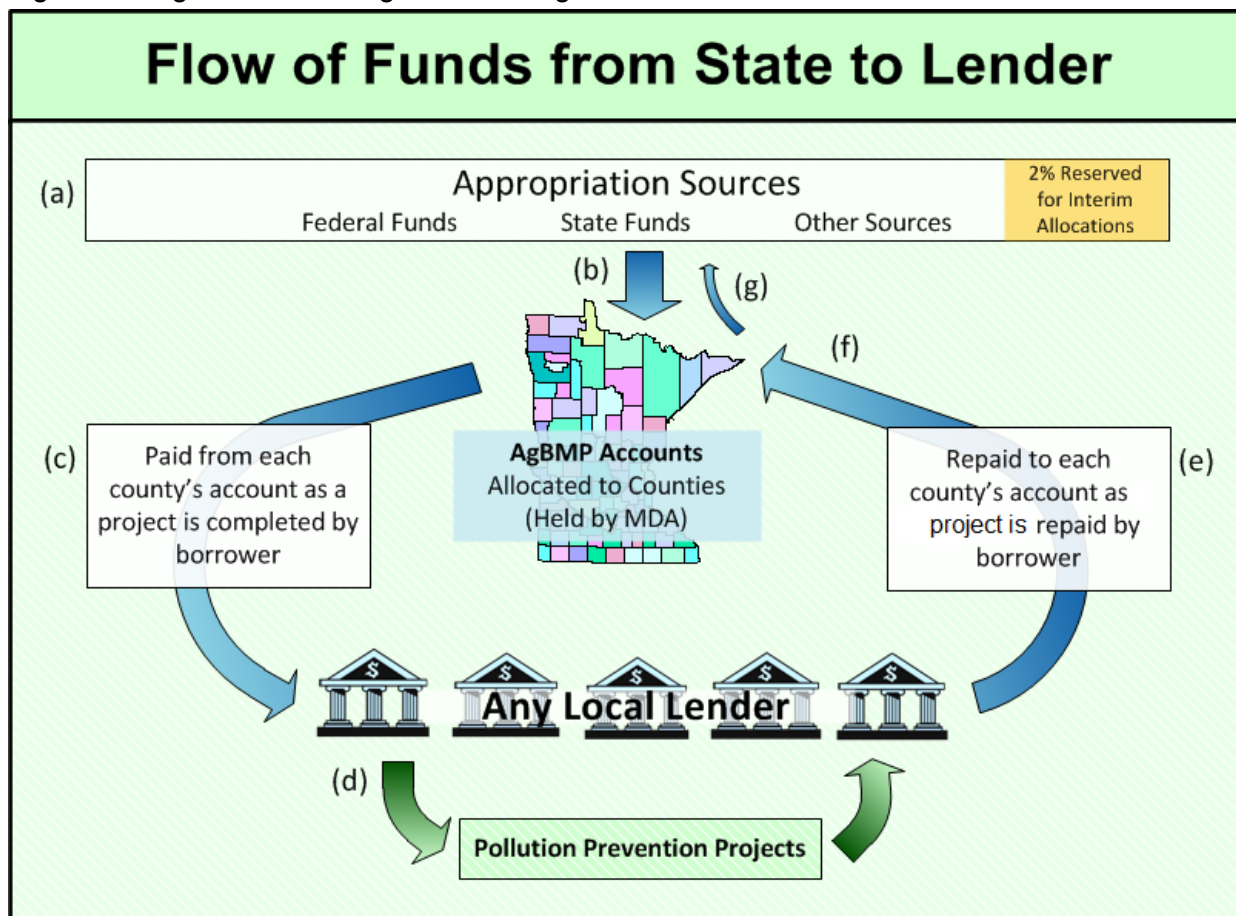 Flow of Funds from State to Lender
(a)
Appropriation Sources
Federal Funds State Funds Other Sources
2% Reserved
for Interim
Allocations
(b)
(g)
(f)
(c)
Paid from each
county's account as a
project is completed by
borrower
AgBMP Accounts
Allocated to Counties
(Held by MDA)
Repaid to each
county's account as
project is repaid by
borrower
(e)
$ $ $ $ $
Any Local Lender
(d)
Pollution Prevention Projects